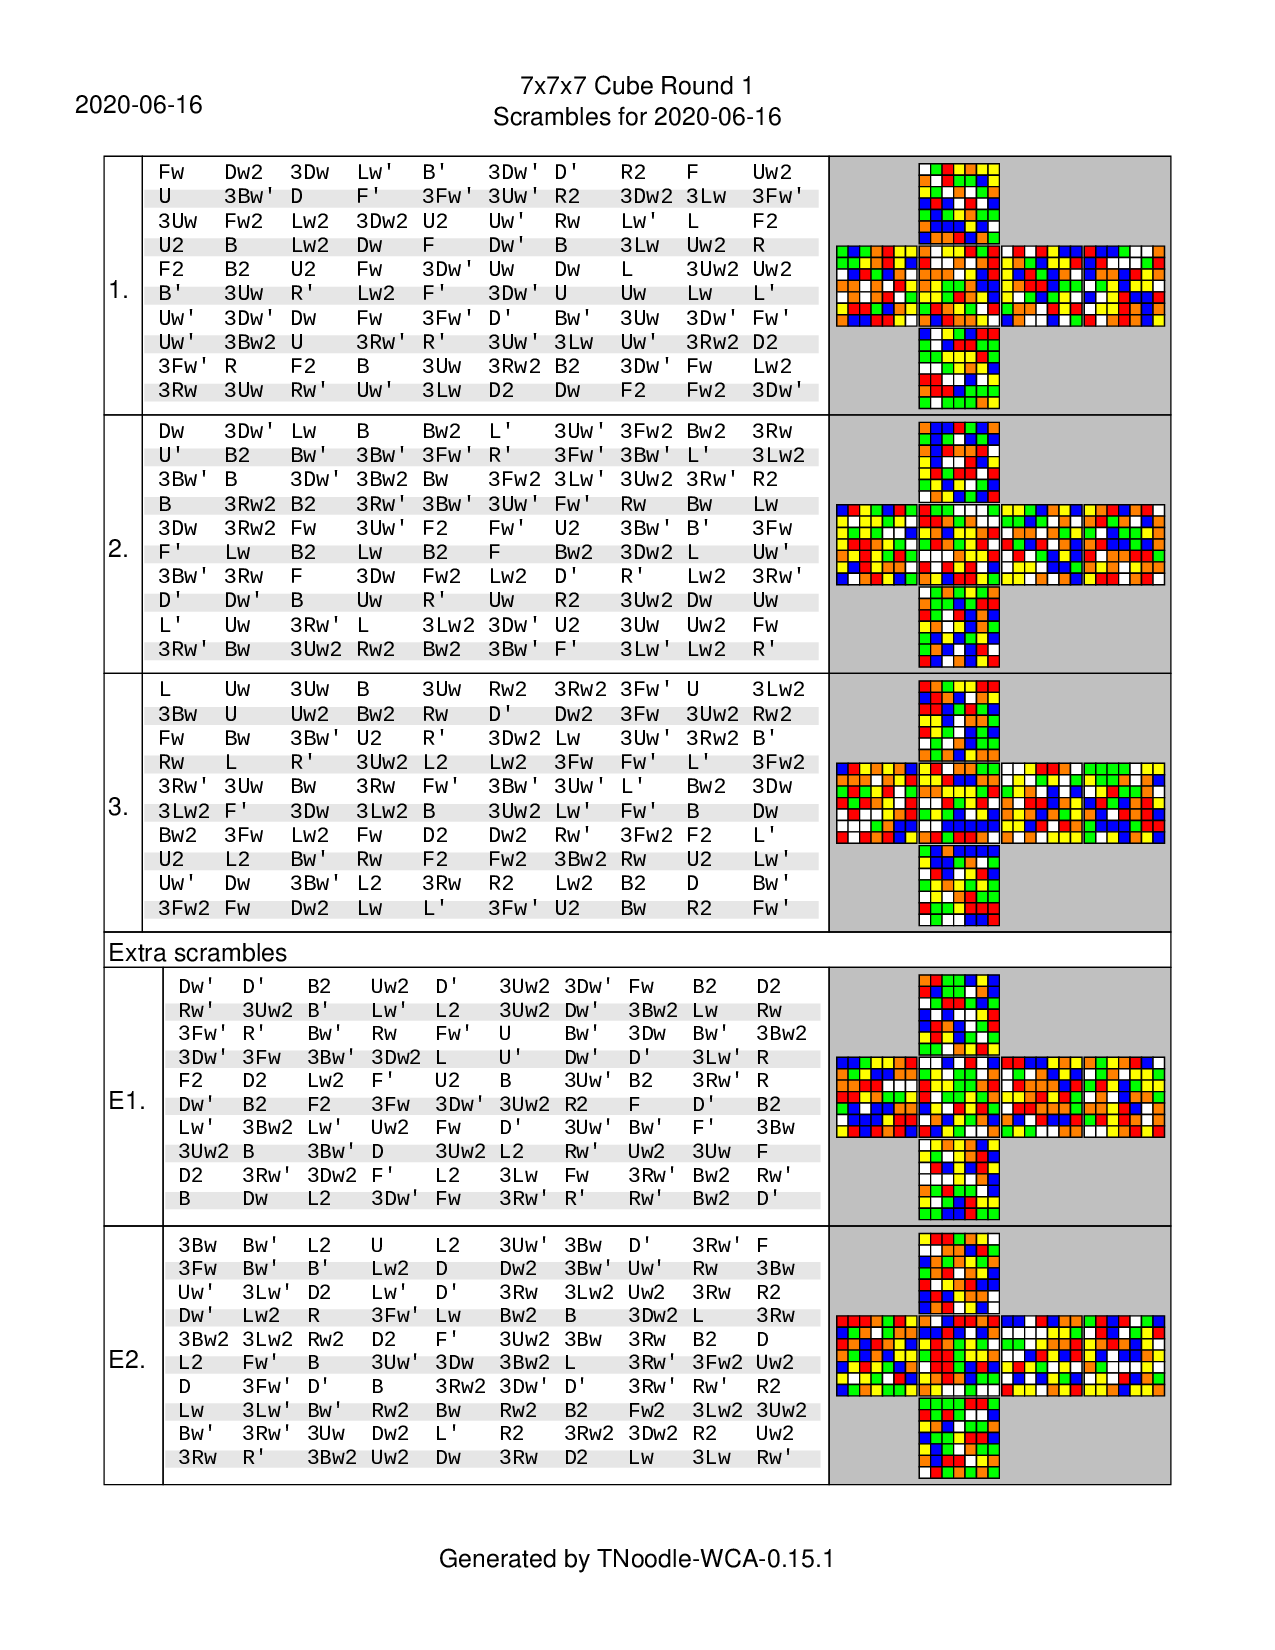 7x7x7 Cube Round 1
2020-06-16
Scrambles for 2020-06-16
1.
Fw Dw2 3Dw Lw' B' 3Dw' D' R2 F Uw2
U 3Bw' D F' 3Fw' 3Uw' R2 3Dw2 3Lw 3Fw'
3Uw Fw2 Lw2 3Dw2 U2 Uw' Rw Lw' L F2
U2 B Lw2 Dw F Dw' B 3Lw Uw2 R
F2 B2 U2 Fw 3Dw' Uw Dw L 3Uw2 Uw2
B' 3Uw R' Lw2 F' 3Dw' U Uw Lw L'
Uw' 3Dw' Dw Fw 3Fw' D' Bw' 3Uw 3Dw' Fw'
Uw' 3Bw2 U 3Rw' R' 3Uw' 3Lw Uw' 3Rw2 D2
3Fw' R F2 B 3Uw 3Rw2 B2 3Dw' Fw Lw2
3Rw 3Uw Rw' Uw' 3Lw D2 Dw F2 Fw2 3Dw'
2.
Dw 3Dw' Lw B Bw2 L' 3Uw' 3Fw2 Bw2 3Rw
U' B2 Bw' 3Bw' 3Fw' R' 3Fw' 3Bw' L' 3Lw2
3Bw' B 3Dw' 3Bw2 Bw 3Fw2 3Lw' 3Uw2 3Rw' R2
B 3Rw2 B2 3Rw' 3Bw' 3Uw' Fw' Rw Bw Lw
3Dw 3Rw2 Fw 3Uw' F2 Fw' U2 3Bw' B' 3Fw
F' Lw B2 Lw B2 F Bw2 3Dw2 L Uw'
3Bw' 3Rw F 3Dw Fw2 Lw2 D' R' Lw2 3Rw'
D' Dw' B Uw R' Uw R2 3Uw2 Dw Uw
L' Uw 3Rw' L 3Lw2 3Dw' U2 3Uw Uw2 Fw
3Rw' Bw 3Uw2 Rw2 Bw2 3Bw' F' 3Lw' Lw2 R'
3.
L Uw 3Uw B 3Uw Rw2 3Rw2 3Fw' U 3Lw2
3Bw U Uw2 Bw2 Rw D' Dw2 3Fw 3Uw2 Rw2
Fw Bw 3Bw' U2 R' 3Dw2 Lw 3Uw' 3Rw2 B'
Rw L R' 3Uw2 L2 Lw2 3Fw Fw' L' 3Fw2
3Rw' 3Uw Bw 3Rw Fw' 3Bw' 3Uw' L' Bw2 3Dw
3Lw2 F' 3Dw 3Lw2 B 3Uw2 Lw' Fw' B Dw
Bw2 3Fw Lw2 Fw D2 Dw2 Rw' 3Fw2 F2 L'
U2 L2 Bw' Rw F2 Fw2 3Bw2 Rw U2 Lw'
Uw' Dw 3Bw' L2 3Rw R2 Lw2 B2 D Bw'
3Fw2 Fw Dw2 Lw L' 3Fw' U2 Bw R2 Fw'
Extra scrambles
E1.
Dw' D' B2 Uw2 D' 3Uw2 3Dw' Fw B2 D2
Rw' 3Uw2 B' Lw' L2 3Uw2 Dw' 3Bw2 Lw Rw
3Fw' R' Bw' Rw Fw' U Bw' 3Dw Bw' 3Bw2
3Dw' 3Fw 3Bw' 3Dw2 L U' Dw' D' 3Lw' R
F2 D2 Lw2 F' U2 B 3Uw' B2 3Rw' R
Dw' B2 F2 3Fw 3Dw' 3Uw2 R2 F D' B2
Lw' 3Bw2 Lw' Uw2 Fw D' 3Uw' Bw' F' 3Bw
3Uw2 B 3Bw' D 3Uw2 L2 Rw' Uw2 3Uw F
D2 3Rw' 3Dw2 F' L2 3Lw Fw 3Rw' Bw2 Rw'
B Dw L2 3Dw' Fw 3Rw' R' Rw' Bw2 D'
E2.
3Bw Bw' L2 U L2 3Uw' 3Bw D' 3Rw' F
3Fw Bw' B' Lw2 D Dw2 3Bw' Uw' Rw 3Bw
Uw' 3Lw' D2 Lw' D' 3Rw 3Lw2 Uw2 3Rw R2
Dw' Lw2 R 3Fw' Lw Bw2 B 3Dw2 L 3Rw
3Bw2 3Lw2 Rw2 D2 F' 3Uw2 3Bw 3Rw B2 D
L2 Fw' B 3Uw' 3Dw 3Bw2 L 3Rw' 3Fw2 Uw2
D 3Fw' D' B 3Rw2 3Dw' D' 3Rw' Rw' R2
Lw 3Lw' Bw' Rw2 Bw Rw2 B2 Fw2 3Lw2 3Uw2
Bw' 3Rw' 3Uw Dw2 L' R2 3Rw2 3Dw2 R2 Uw2
3Rw R' 3Bw2 Uw2 Dw 3Rw D2 Lw 3Lw Rw'
Generated by TNoodle-WCA-0.15.1